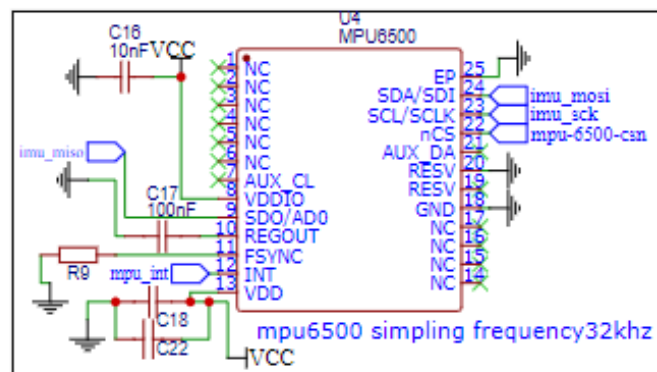 U4
MPU6500
C16
10nF
VCC
1 NC
2 NC
3 NC
4 NC
5 NC
6 NC
7 AUX_CL
8 VDDIO
9 SDO/AD0
10 REGOUT
11 FSYNC
12 INT
13 VDD
EP 25
SDA/SDI 24 imu_mosi
SCL/SCLK 23 imu_sck
nCS 22 mpu-6500-csn
AUX_DA 21
RESV 20
RESV 19
GND 18
NC 17
NC 16
NC 15
NC 14
imu_miso
C17
100nF
R9
mpu_int
C18
C22
VCC
mpu6500 simpling frequency32khz